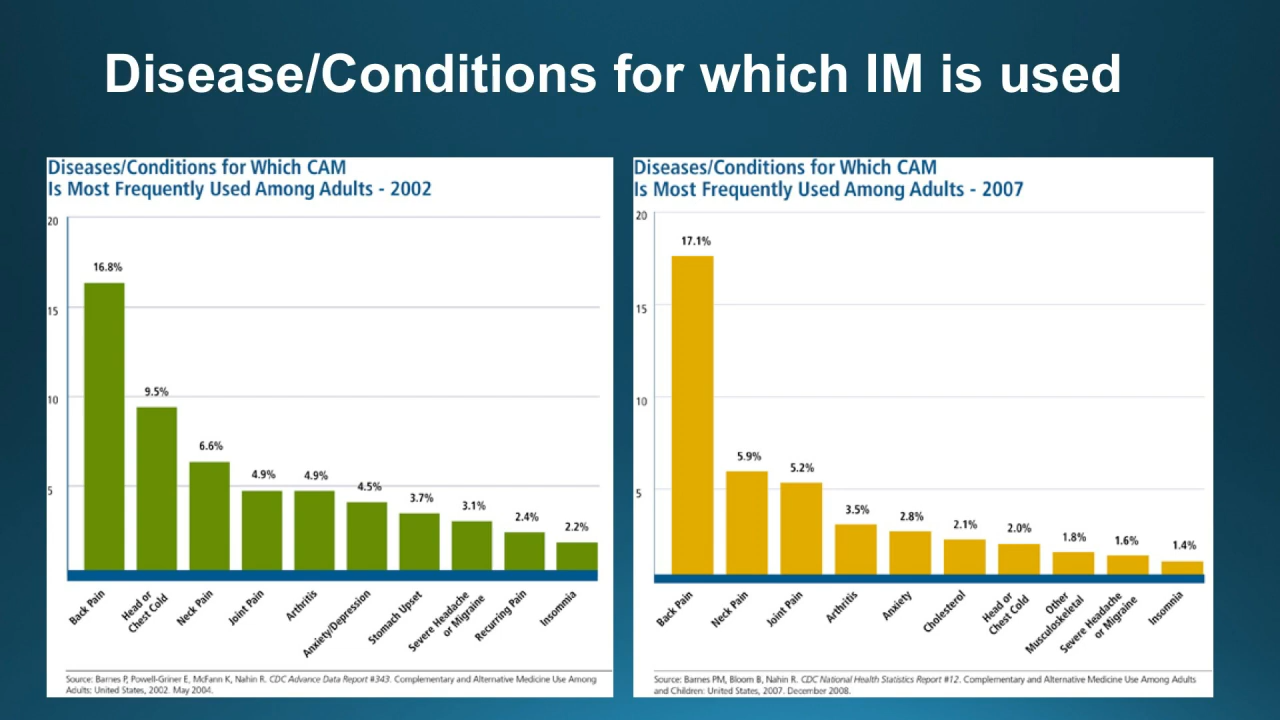 Disease/Conditions for which IM is used
Diseases/Conditions for Which CAM
Is Most Frequently Used Among Adults - 2002
20
15
10
5
16.8%
9.5%
6.6%
4.9%
4.9%
4.5%
3.7%
3.1%
2.4%
2.2%
Back Pain
Head or
Chest Cold
Neck Pain
Joint Pain
Arthritis
Anxiety/Depression
Stomach Upset
Severe Headache
or Migraine
Recurring Pain
Insomnia
Source: Barnes P, Powell-Griner E, McFann K, Nahin R. CDC Advance Data Report #343. Complementary and Alternative Medicine Use Among
Adults: United States, 2002. May 2004.
Diseases/Conditions for Which CAM
Is Most Frequently Used Among Adults - 2007
20
15
10
5
17.1%
5.9%
5.2%
3.5%
2.8%
2.1%
2.0%
1.8%
1.6%
1.4%
Back Pain
Neck Pain
Joint Pain
Arthritis
Anxiety
Cholesterol
Head or
Chest Cold
Other
Musculoskeletal
Severe Headache
or Migraine
Insomnia
Source: Barnes PM, Bloom B, Nahin R. CDC National Health Statistics Report #12. Complementary and Alternative Medicine Use Among Adults
and Children: United States, 2007. December 2008.